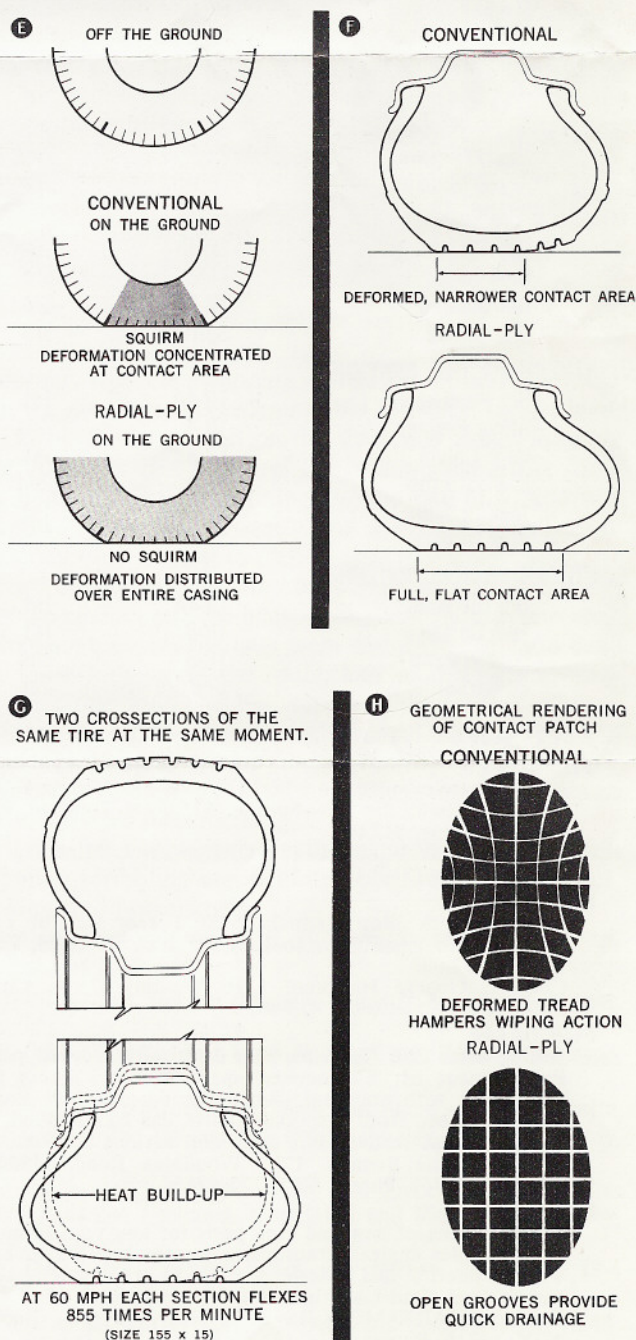 E
OFF THE GROUND
CONVENTIONAL
ON THE GROUND
SQUIRM
DEFORMATION CONCENTRATED
AT CONTACT AREA
RADIAL-PLY
ON THE GROUND
NO SQUIRM
DEFORMATION DISTRIBUTED
OVER ENTIRE CASING
F
CONVENTIONAL
DEFORMED, NARROWER CONTACT AREA
RADIAL-PLY
FULL, FLAT CONTACT AREA
G
TWO CROSSECTIONS OF THE
SAME TIRE AT THE SAME MOMENT.
HEAT BUILD-UP
AT 60 MPH EACH SECTION FLEXES
855 TIMES PER MINUTE
(SIZE 155 x 15)
H
GEOMETRICAL RENDERING
OF CONTACT PATCH
CONVENTIONAL
DEFORMED TREAD
HAMPERS WIPING ACTION
RADIAL-PLY
OPEN GROOVES PROVIDE
QUICK DRAINAGE